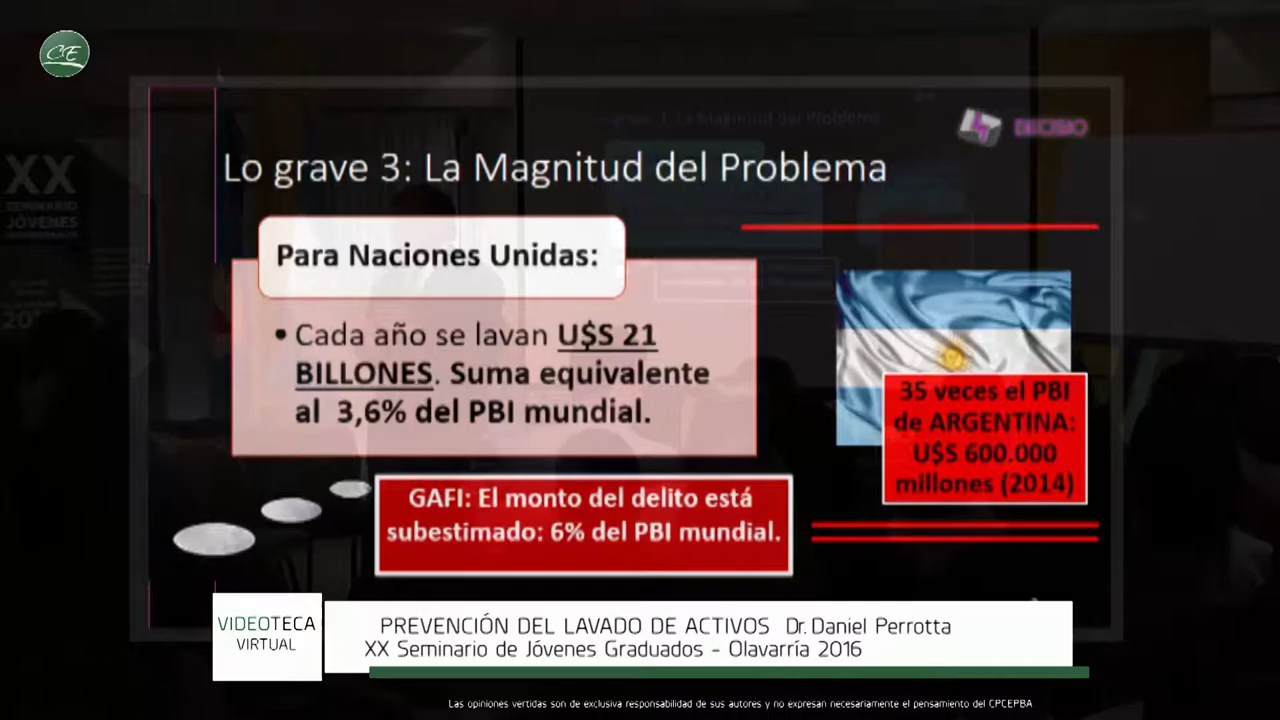 CE
Lo grave 3: La Magnitud del Problema
Para Naciones Unidas:
• Cada año se lavan U$S 21
BILLONES. Suma equivalente
al 3,6% del PBI mundial.
35 veces el PBI
de ARGENTINA:
U$S 600.000
millones (2014)
GAFI: El monto del delito está
subestimado: 6% del PBI mundial.
XX
SEMINARIO
JÓVENES
VIDEOTECA
VIRTUAL
PREVENCIÓN DEL LAVADO DE ACTIVOS Dr. Daniel Perrotta
XX Seminario de Jóvenes Graduados - Olavarría 2016
Las opiniones vertidas son de exclusiva responsabilidad de sus autores y no expresan necesariamente el pensamiento del CPCEPBA